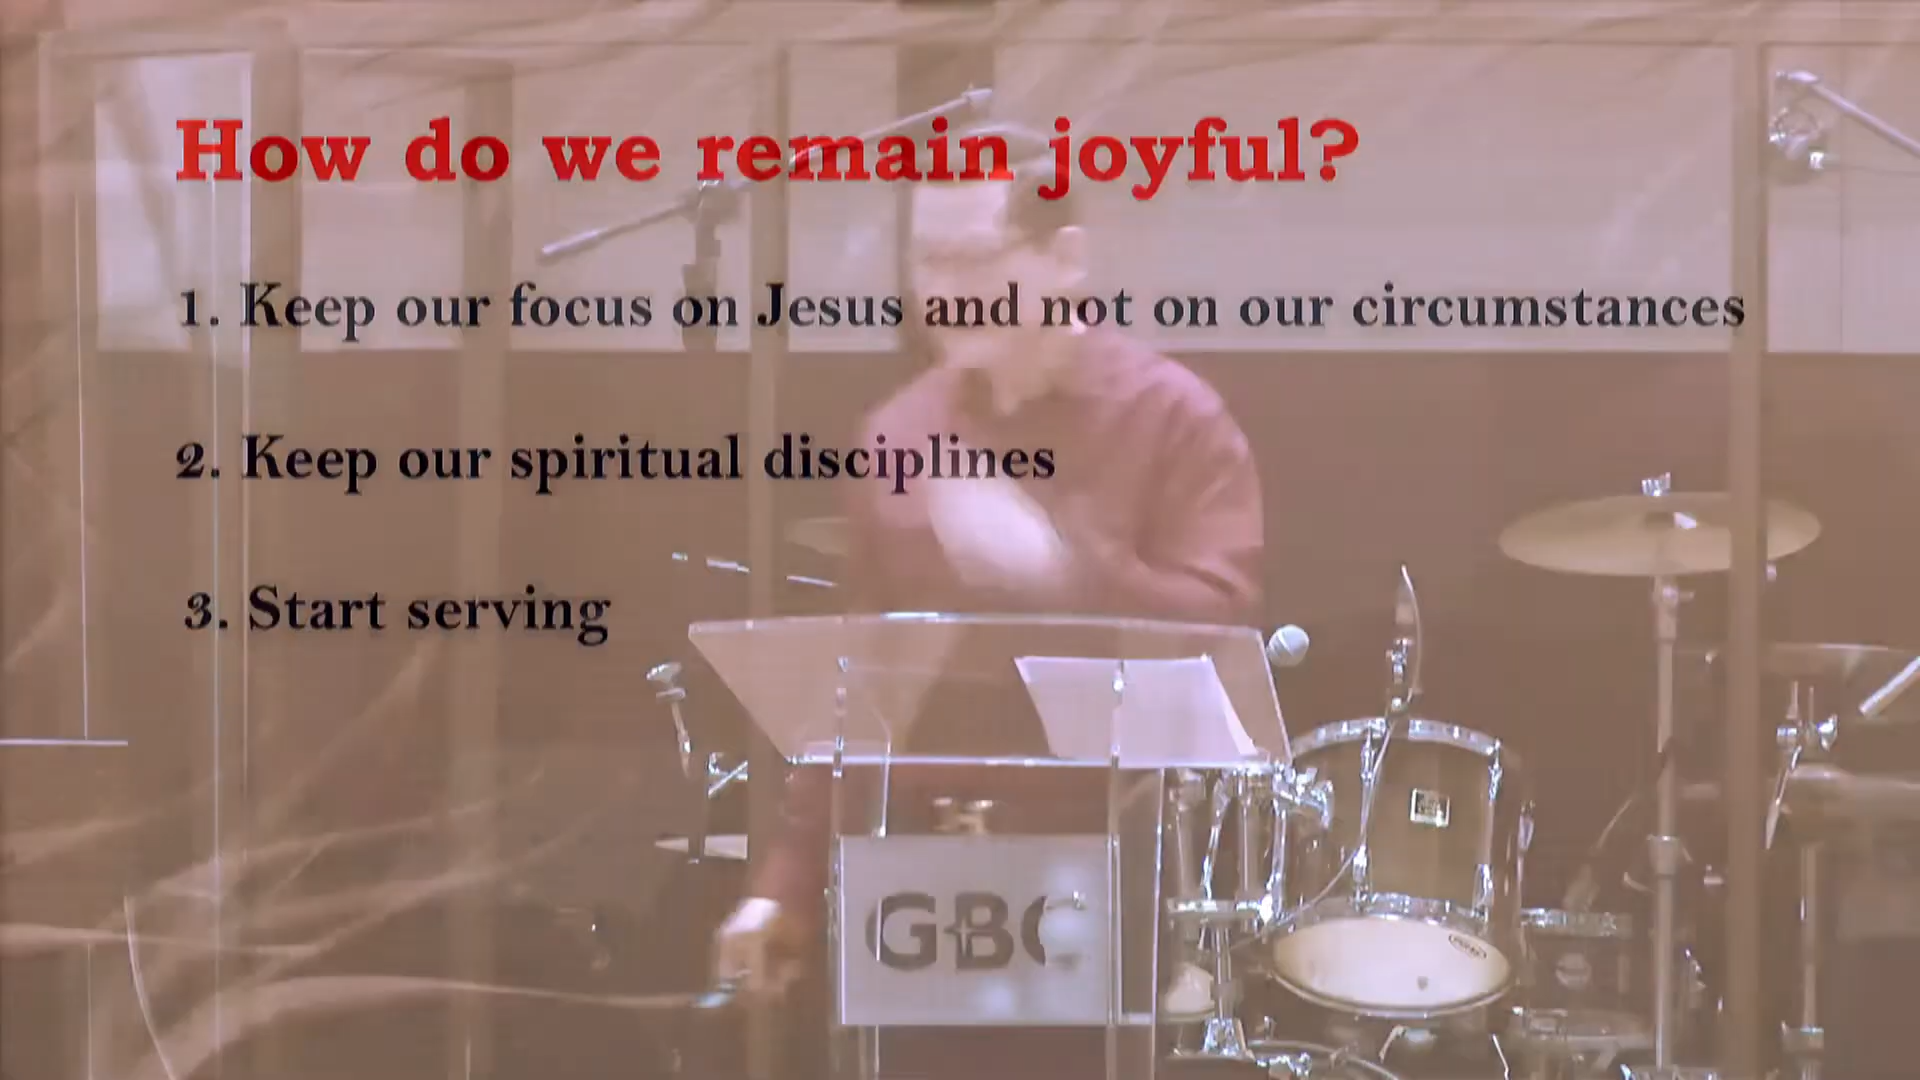 How do we remain joyful?
1. Keep our focus on Jesus and not on our circumstances
2. Keep our spiritual disciplines
3. Start serving
GBC